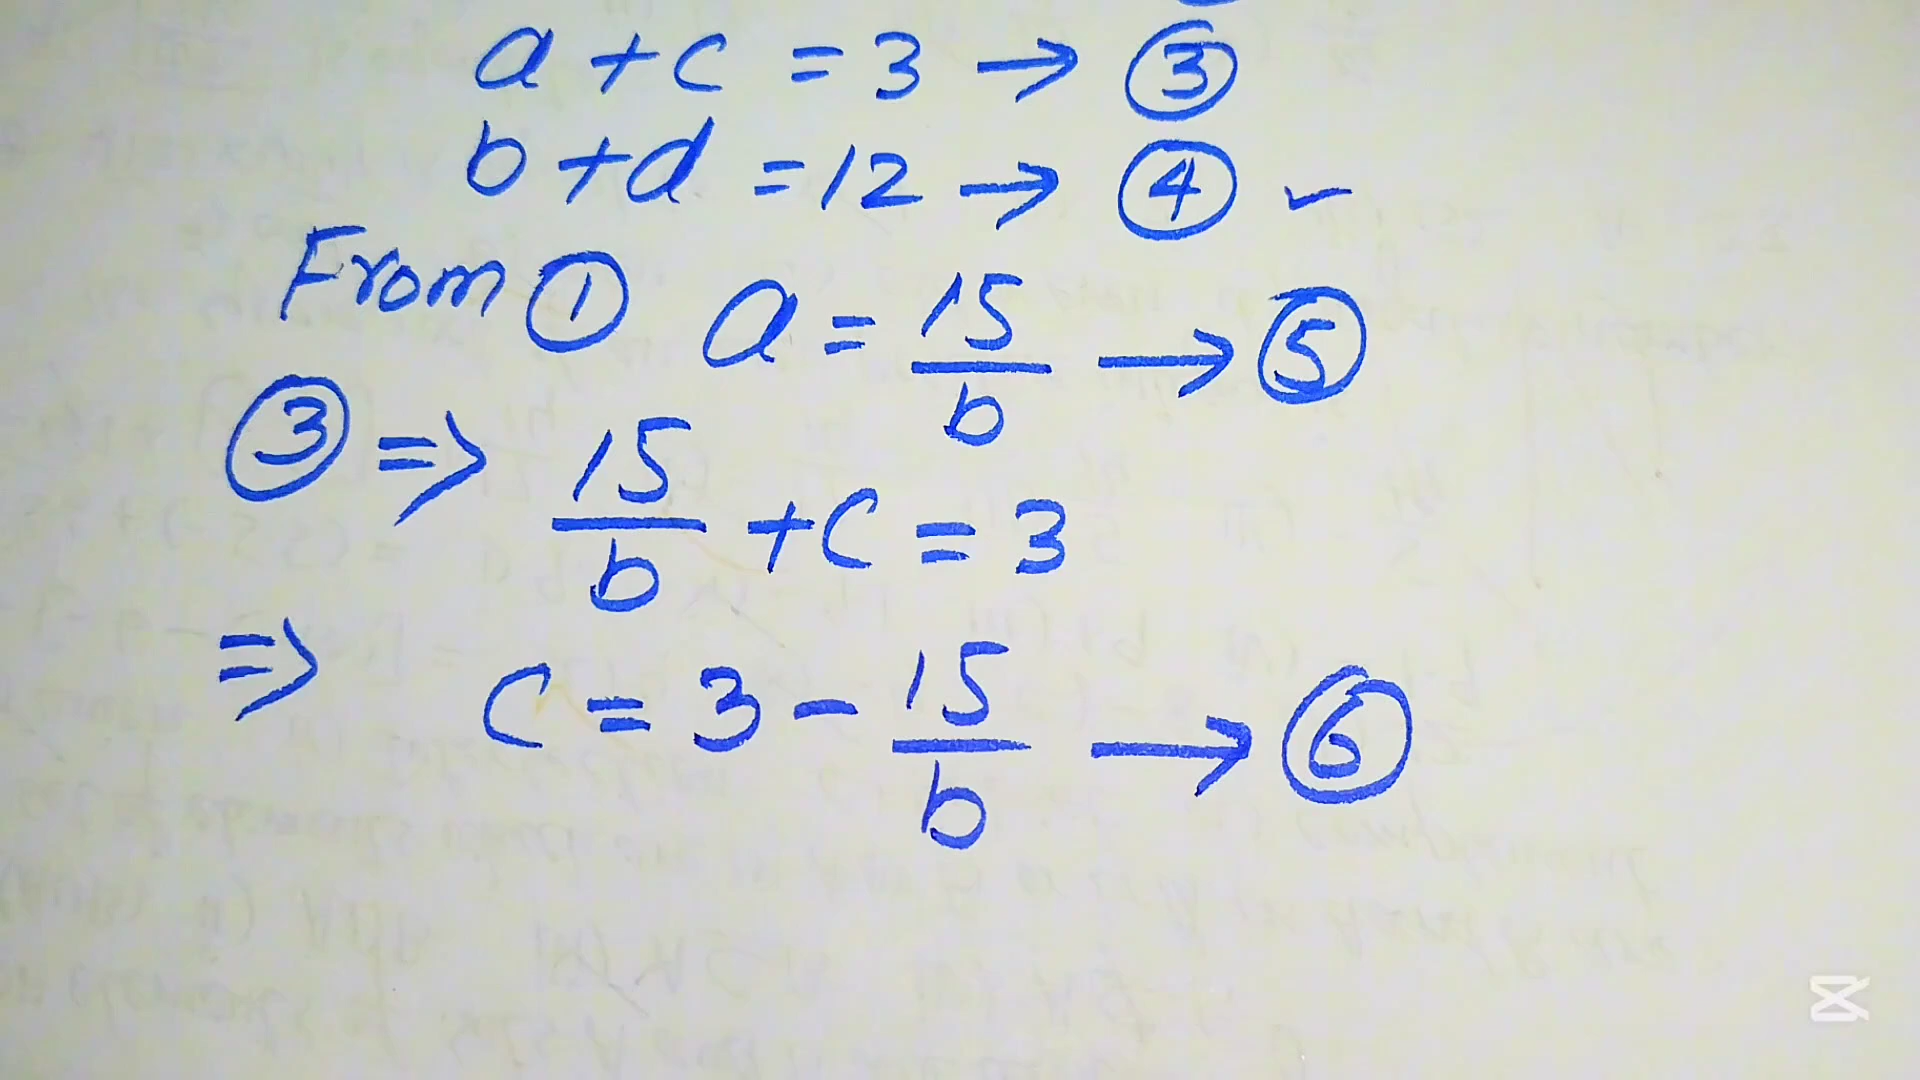 a + c = 3 → ③
b + d = 12 → ④ ✓
From ① a = 15/b → ⑤
③ ⇒ 15/b + c = 3
⇒ c = 3 - 15/b → ⑥